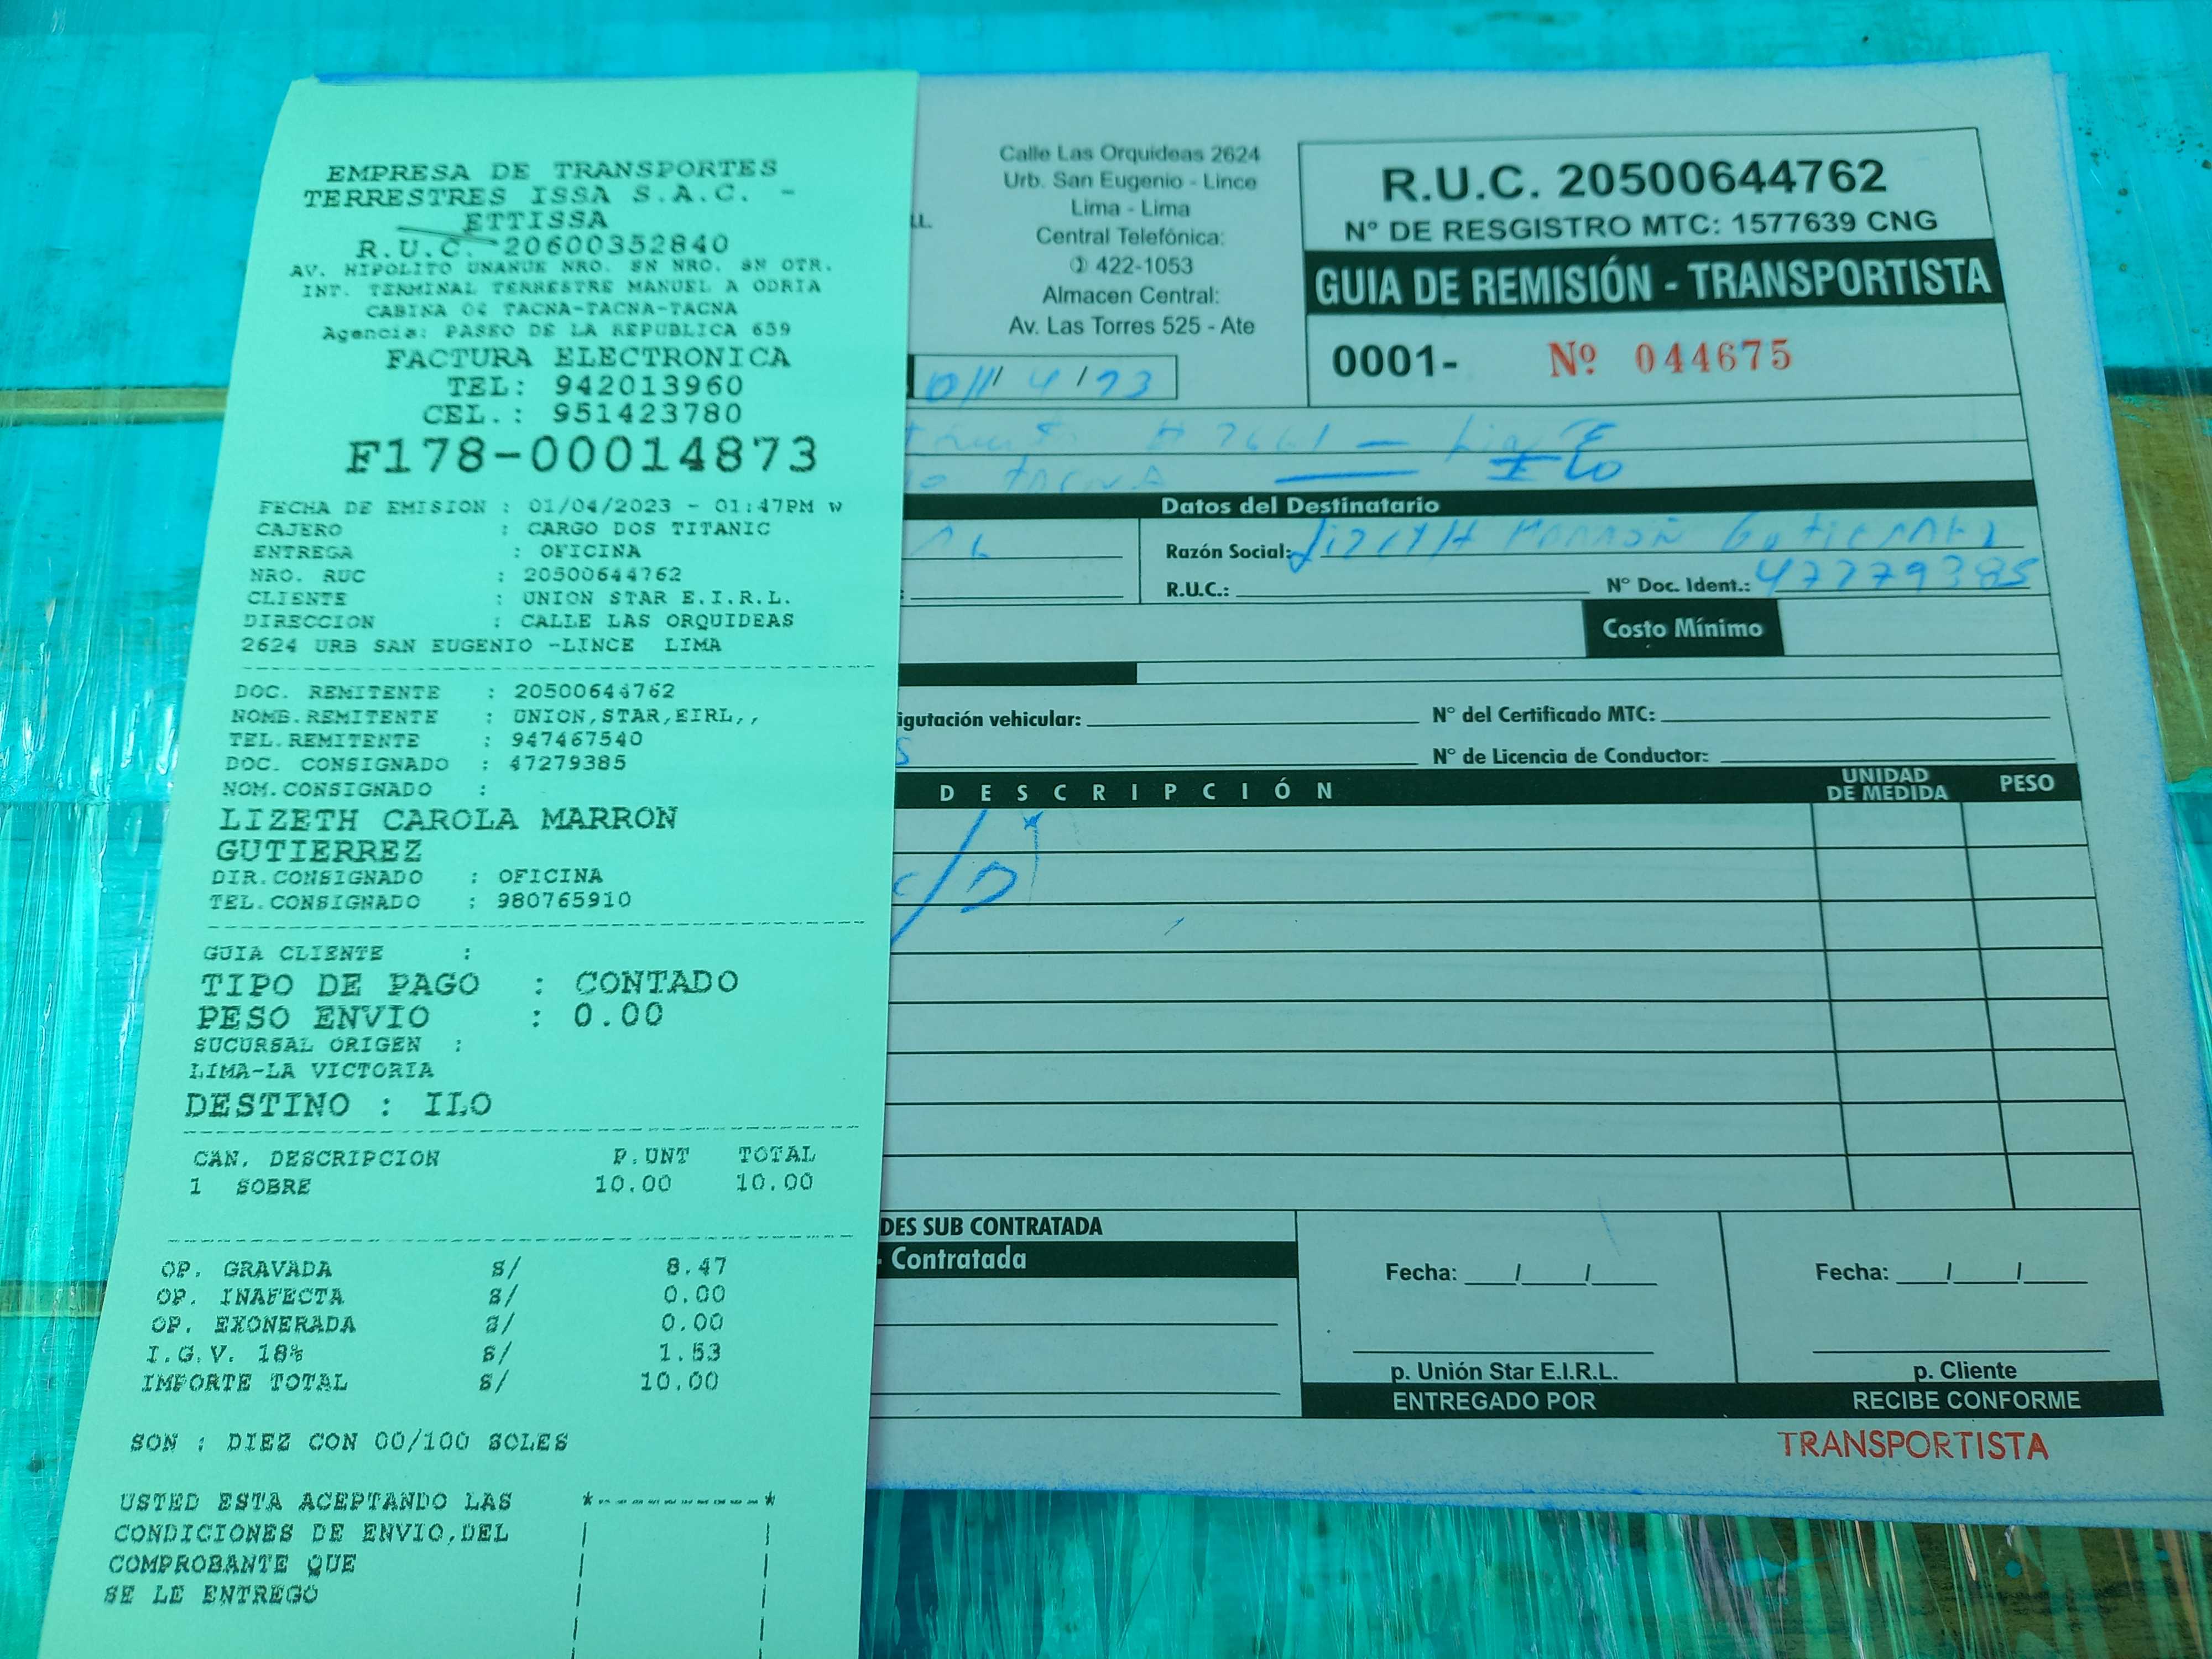 EMPRESA DE TRANSPORTES
TERRESTRES ISSA S.A.C. -
ETTISSA
R.U.C. 20600352840
AV. HIPOLITO UNANUE NRO. SN NRO. SN OTR.
INT. TERMINAL TERRESTRE MANUEL A ODRIA
CABINA 04 TACNA-TACNA-TACNA
Agencia: PASEO DE LA REPUBLICA 659
FACTURA ELECTRONICA
TEL: 942013960
CEL.: 951423780
F178-00014873
FECHA DE EMISION : 01/04/2023 - 01:47PM w
CAJERO : CARGO DOS TITANIC
ENTREGA : OFICINA
NRO. RUC : 20500644762
CLIENTE : UNION STAR E.I.R.L.
DIRECCION : CALLE LAS ORQUIDEAS
2624 URB SAN EUGENIO -LINCE LIMA
DOC. REMITENTE : 20500644762
NOMB.REMITENTE : UNION,STAR,EIRL,,
TEL.REMITENTE : 947467540
DOC. CONSIGNADO : 47279385
NOM.CONSIGNADO :
LIZETH CAROLA MARRON
GUTIERREZ
DIR.CONSIGNADO : OFICINA
TEL.CONSIGNADO : 980765910
GUIA CLIENTE :
TIPO DE PAGO : CONTADO
PESO ENVIO : 0.00
SUCURSAL ORIGEN :
LIMA-LA VICTORIA
DESTINO : ILO
CAN. DESCRIPCION P.UNT TOTAL
1 SOBRE 10.00 10.00
OP. GRAVADA S/ 8.47
OP. INAFECTA S/ 0.00
OP. EXONERADA S/ 0.00
I.G.V. 18% S/ 1.53
IMPORTE TOTAL S/ 10.00
SON : DIEZ CON 00/100 SOLES
USTED ESTA ACEPTANDO LAS
CONDICIONES DE ENVIO,DEL
COMPROBANTE QUE
SE LE ENTREGO
Calle Las Orquideas 2624
Urb. San Eugenio - Lince
Lima - Lima
Central Telefónica:
422-1053
Almacen Central:
Av. Las Torres 525 - Ate
R.U.C. 20500644762
N° DE RESGISTRO MTC: 1577639 CNG
GUIA DE REMISIÓN - TRANSPORTISTA
0001- Nº 044675
01/ 4 /23
TACNA ILO
Datos del Destinatario
Razón Social: Lizeth Marron Gutierrez
R.U.C.: N° Doc. Ident.: 47279385
Costo Mínimo
vehicular: N° del Certificado MTC:
N° de Licencia de Conductor:
DESCRIPCIÓN UNIDAD DE MEDIDA PESO
C/D
SUB CONTRATADA
Contratada
Fecha: / / Fecha: / /
p. Unión Star E.I.R.L. p. Cliente
ENTREGADO POR RECIBE CONFORME
TRANSPORTISTA